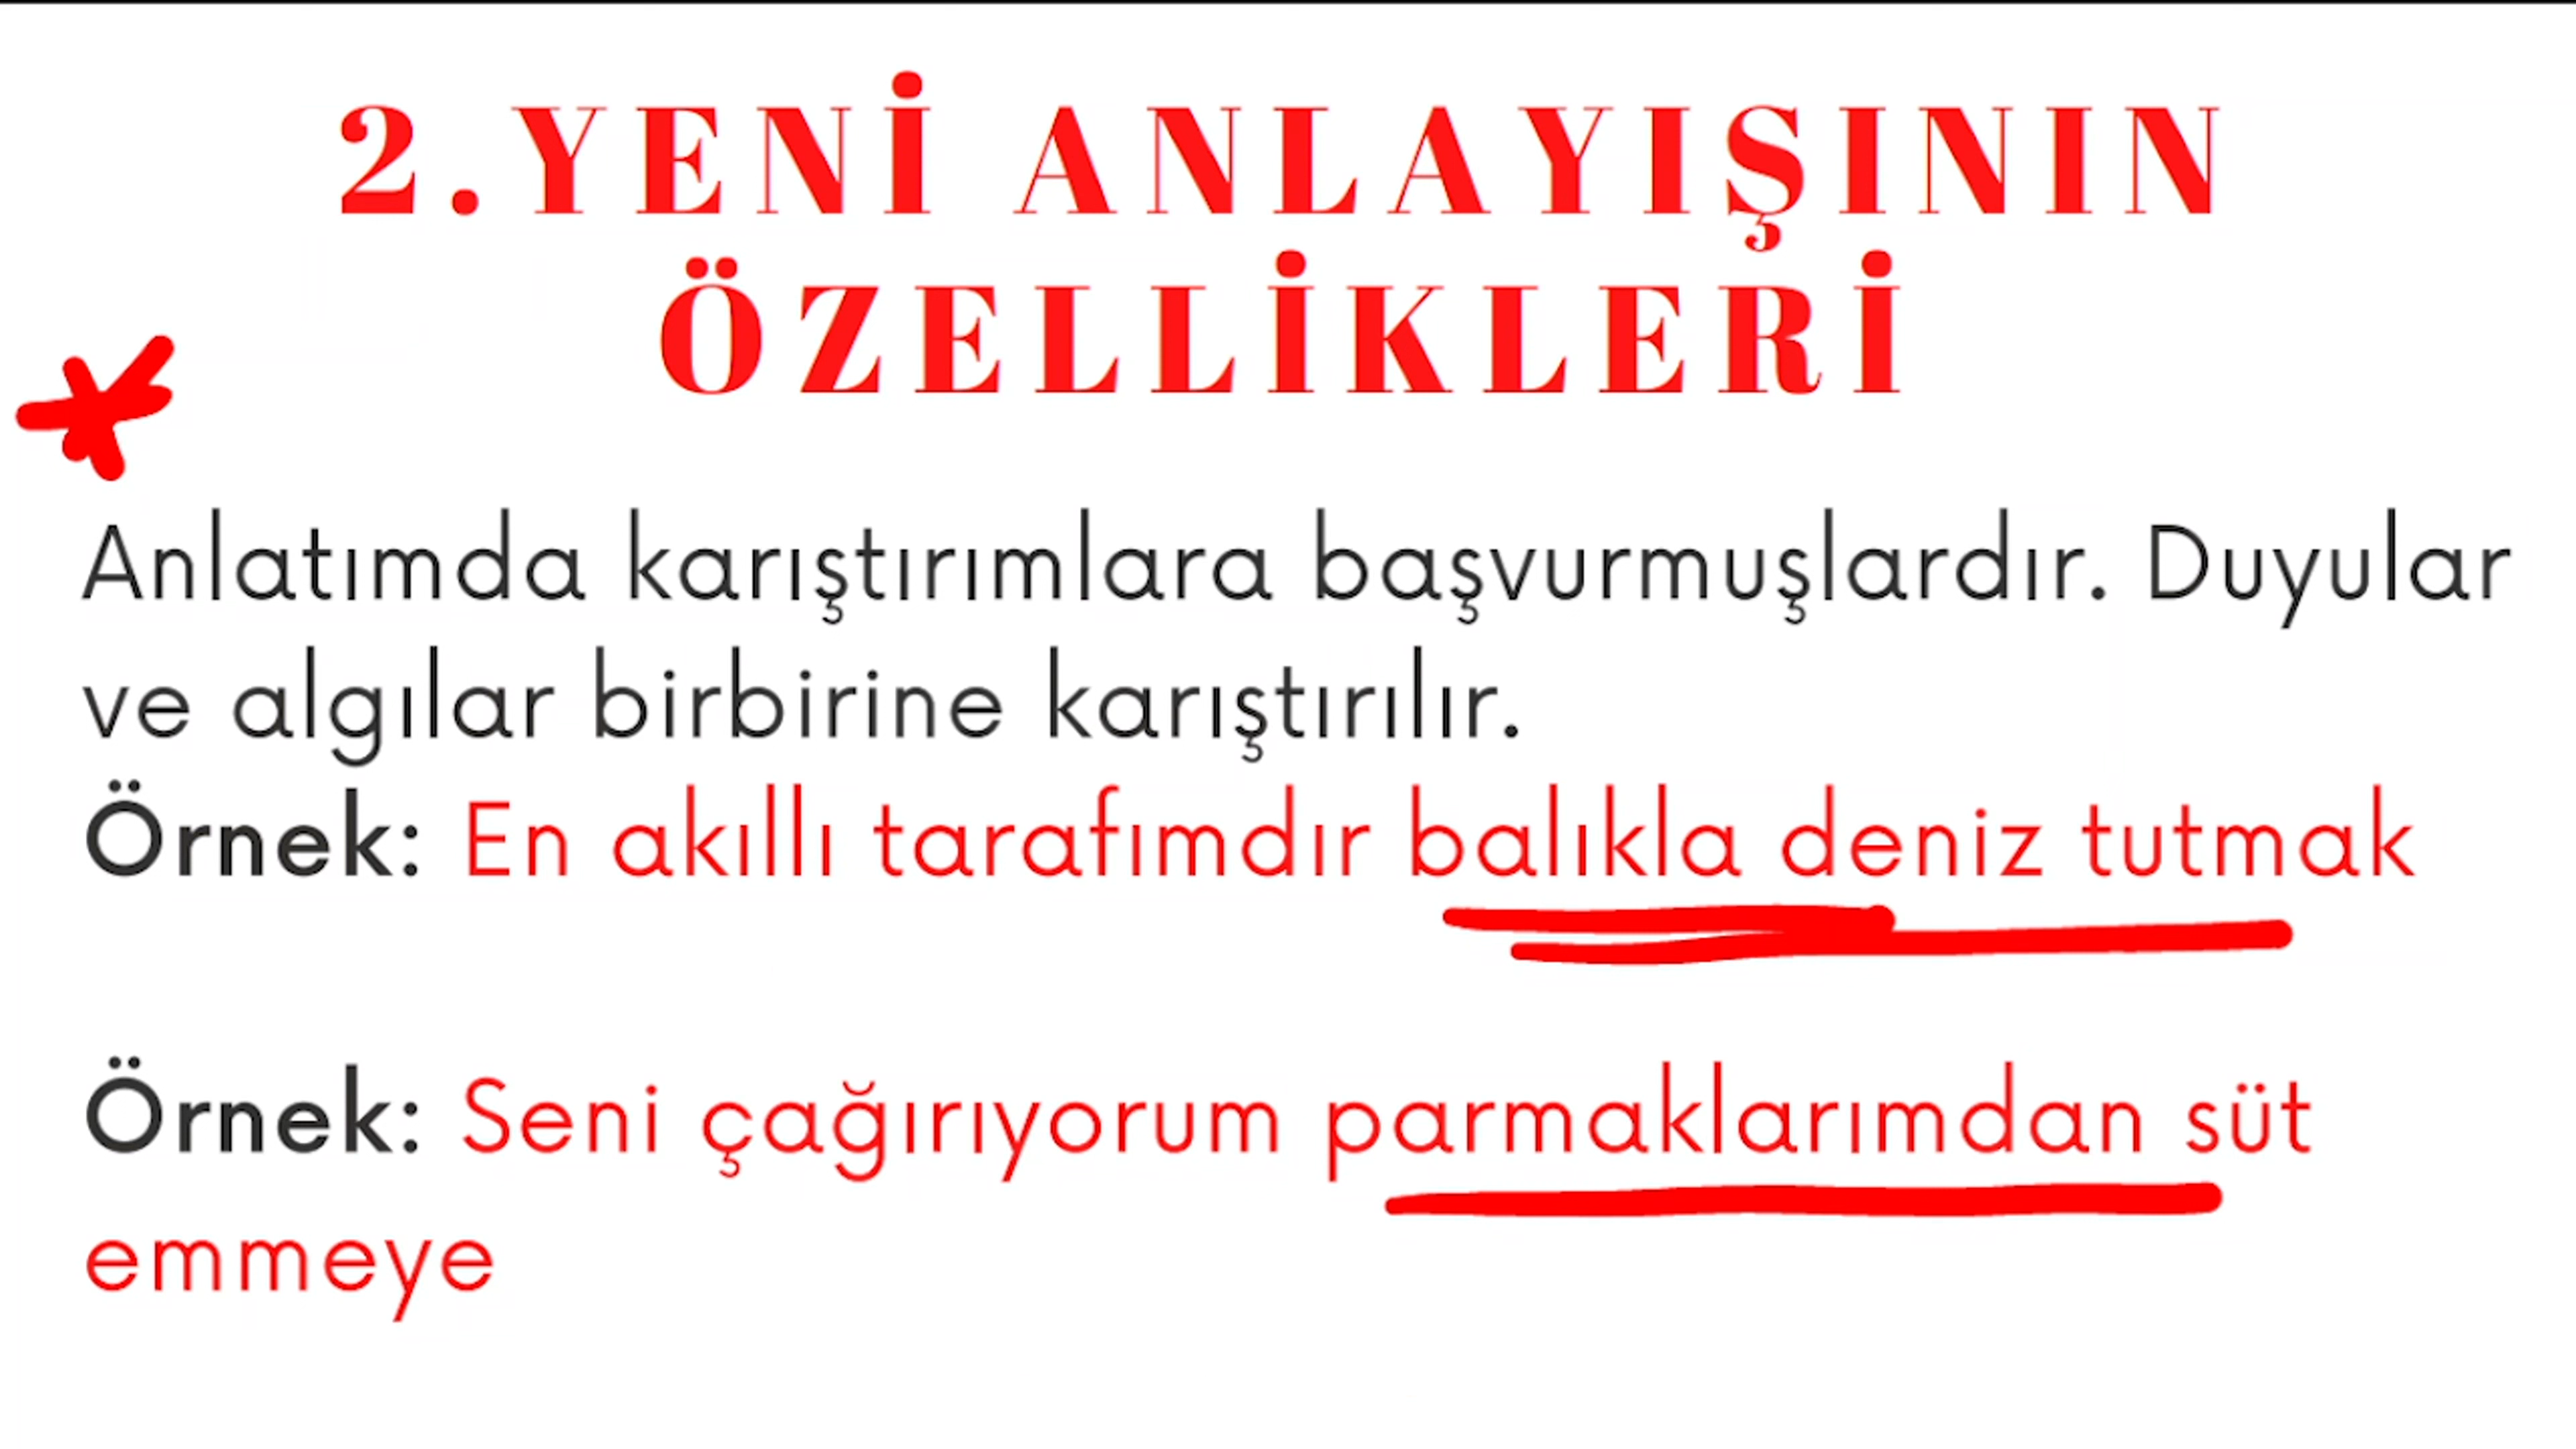 2.YENİ ANLAYIŞININ
ÖZELLİKLERİ
Anlatımda karıştırımlara başvurmuşlardır. Duyular
ve algılar birbirine karıştırılır.
Örnek: En akıllı tarafımdır balıkla deniz tutmak
Örnek: Seni çağırıyorum parmaklarımdan süt
emmeye